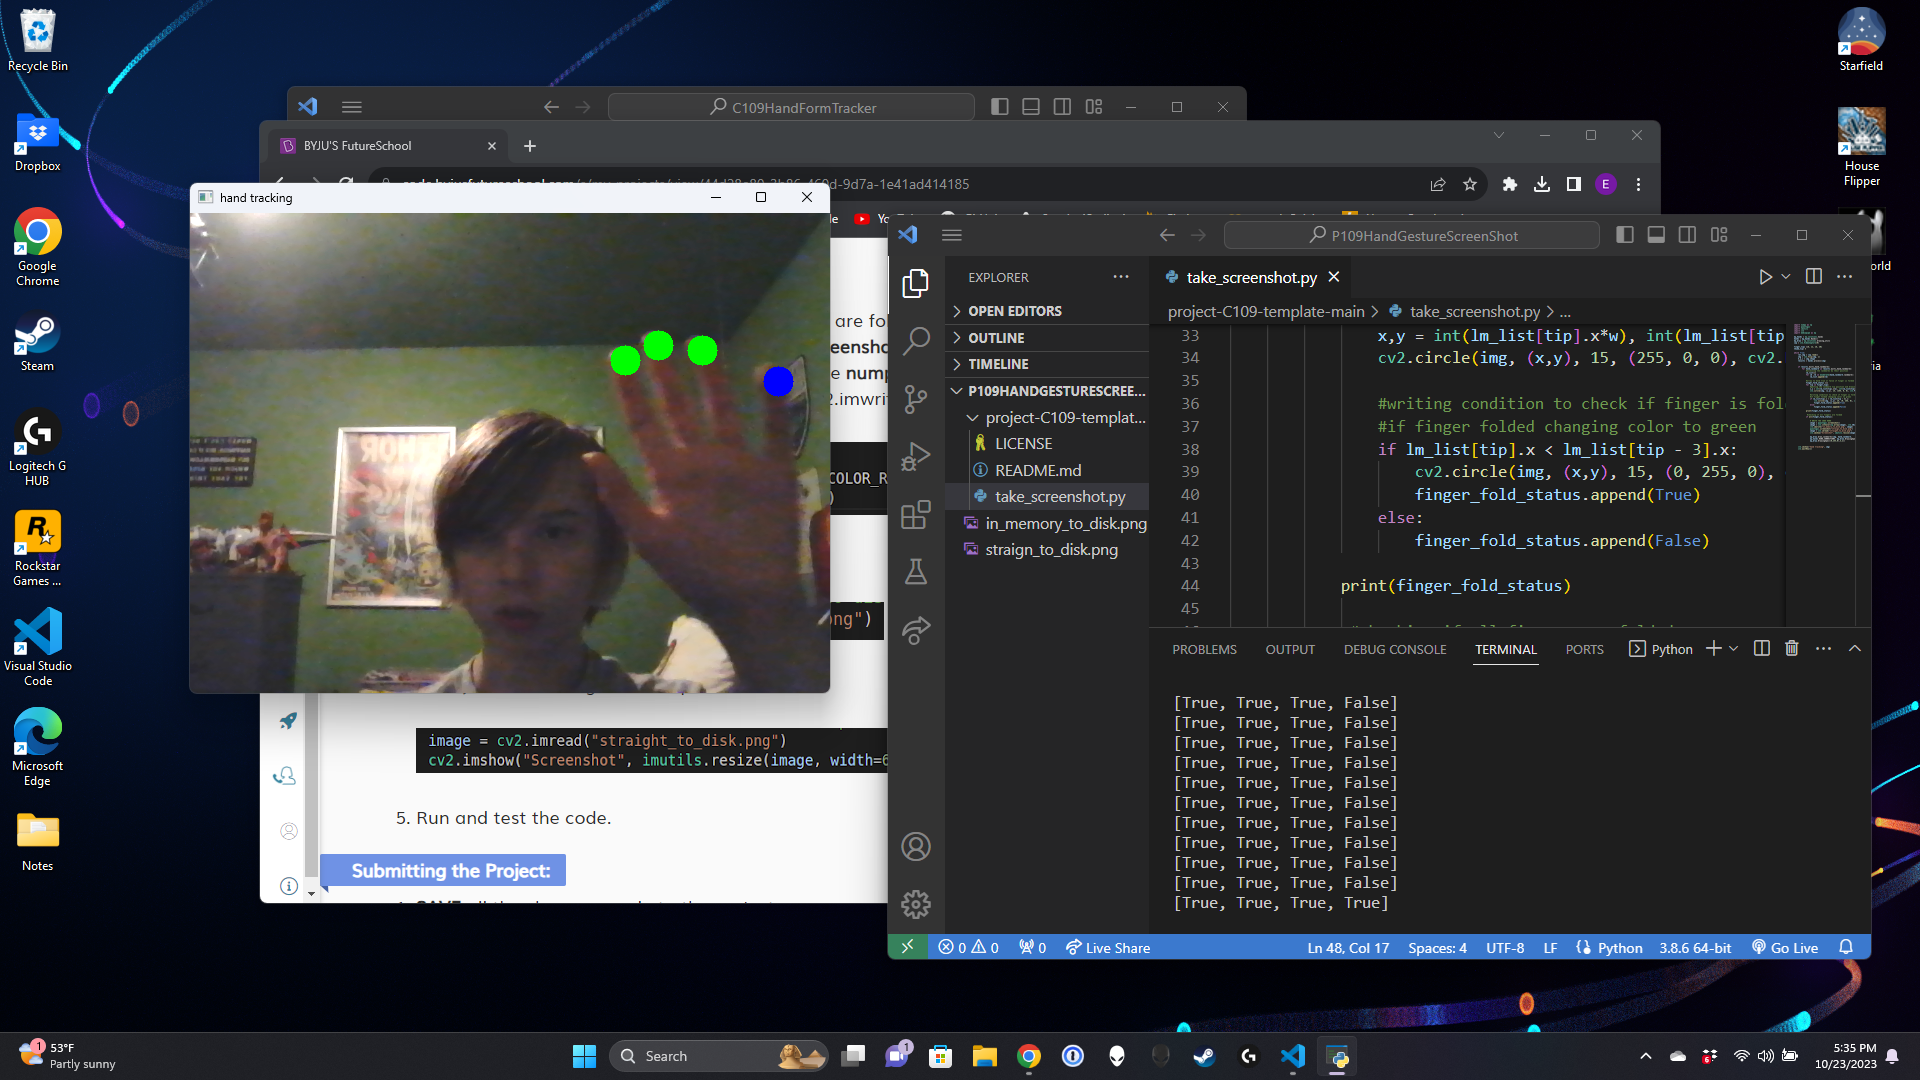 Recycle Bin
Dropbox
Google
Chrome
Steam
Logitech G
HUB
Rockstar
Games ...
Visual Studio
Code
Microsoft
Edge
Notes
Starfield
House
Flipper
C109HandFormTracker
BYJU'S FutureSchool
E
hand tracking
are fol
eensho
e nump
2.imwri
COLOR_R
)
ng")
image = cv2.imread("straight_to_disk.png")
cv2.imshow("Screenshot", imutils.resize(image, width=6
5. Run and test the code.
Submitting the Project:
P109HandGestureScreenShot
EXPLORER
OPEN EDITORS
OUTLINE
TIMELINE
P109HANDGESTURESCREE...
project-C109-templat...
LICENSE
README.md
take_screenshot.py
in_memory_to_disk.png
straign_to_disk.png
take_screenshot.py
project-C109-template-main > take_screenshot.py > ...
33 x,y = int(lm_list[tip].x*w), int(lm_list[tip
34 cv2.circle(img, (x,y), 15, (255, 0, 0), cv2.
35
36 #writing condition to check if finger is fol
37 #if finger folded changing color to green
38 if lm_list[tip].x < lm_list[tip - 3].x:
39 cv2.circle(img, (x,y), 15, (0, 255, 0),
40 finger_fold_status.append(True)
41 else:
42 finger_fold_status.append(False)
43
44 print(finger_fold_status)
45
PROBLEMS OUTPUT DEBUG CONSOLE TERMINAL PORTS Python
[True, True, True, False]
[True, True, True, False]
[True, True, True, False]
[True, True, True, False]
[True, True, True, False]
[True, True, True, False]
[True, True, True, False]
[True, True, True, False]
[True, True, True, False]
[True, True, True, False]
[True, True, True, True]
0 0 0 Live Share Ln 48, Col 17 Spaces: 4 UTF-8 LF Python 3.8.6 64-bit Go Live
1
53°F
Partly sunny
Search
1
6
5:35 PM
10/23/2023